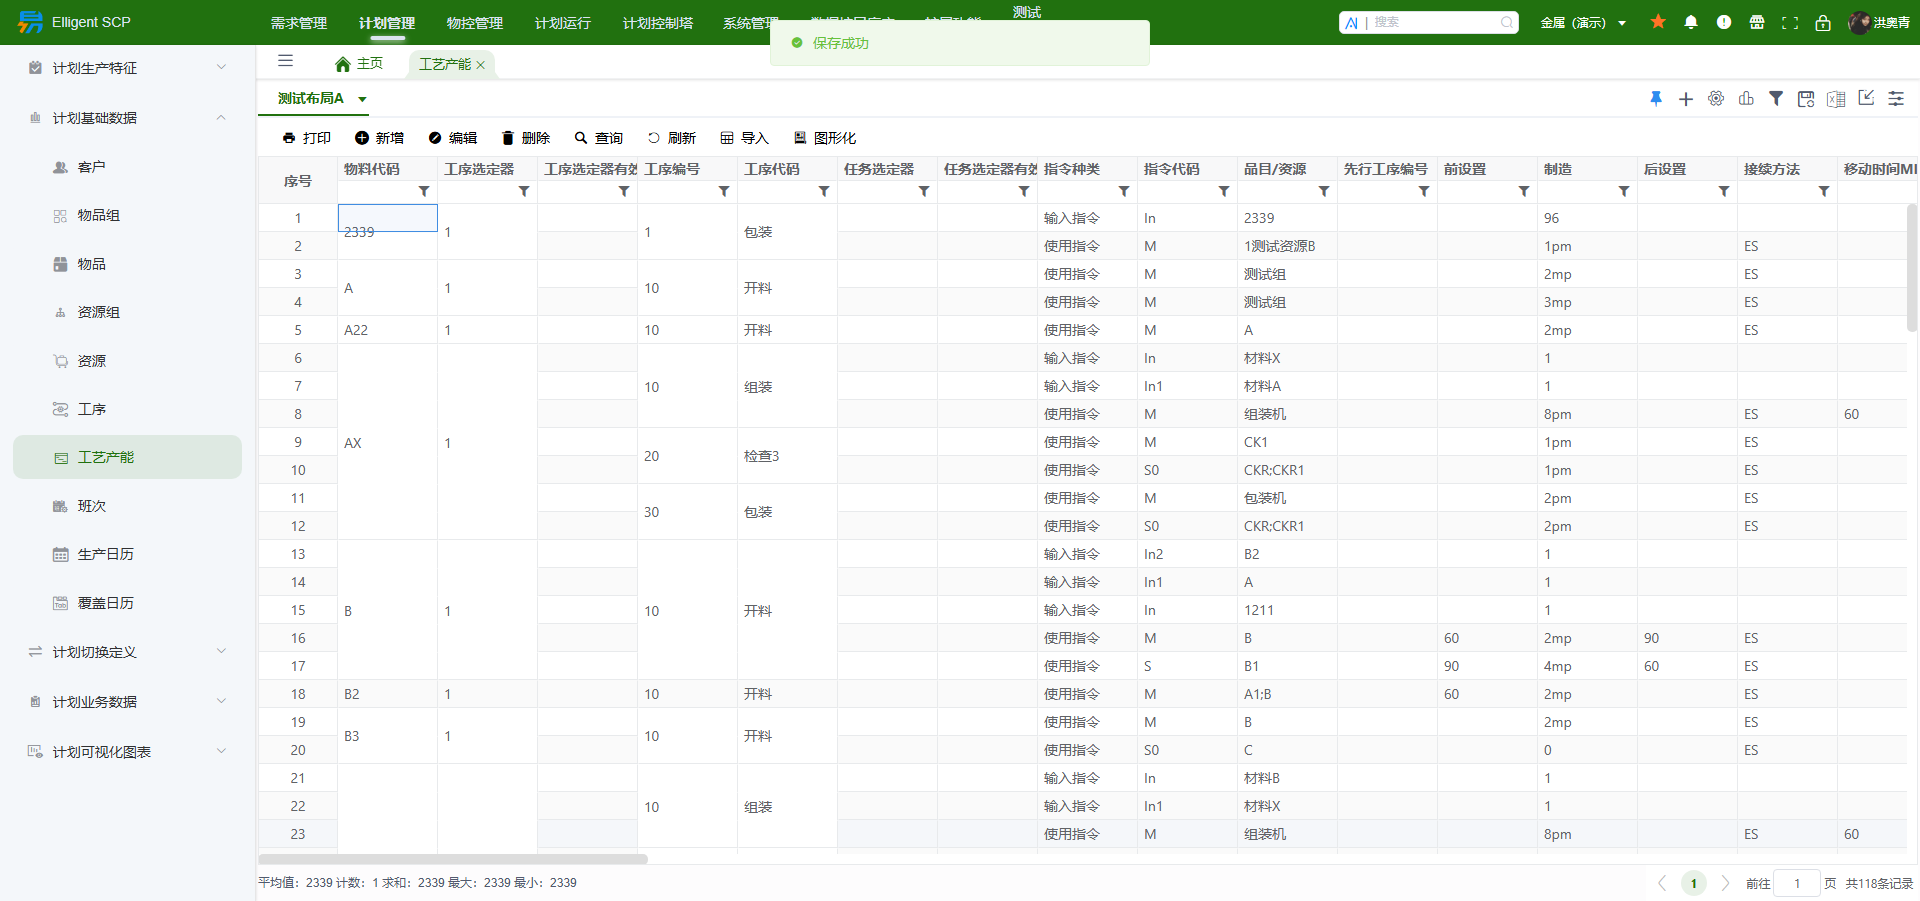 Elligent SCP 需求管理 计划管理 物控管理 计划运行 计划控制塔 系统管理 测试 AI | 搜索 金属（演示） 洪奥青
保存成功
计划生产特征
计划基础数据
客户
物品组
物品
资源组
资源
工序
工艺产能
班次
生产日历
覆盖日历
计划切换定义
计划业务数据
计划可视化图表
主页 工艺产能
测试布局A
打印 新增 编辑 删除 查询 刷新 导入 图形化
序号 物料代码 工序选定器 工序选定器有效 工序编号 工序代码 任务选定器 任务选定器有效 指令种类 指令代码 品目/资源 先行工序编号 前设置 制造 后设置 接续方法 移动时间MI
1 2339 1 1 包装 输入指令 In 2339 96
2 使用指令 M 1测试资源B 1pm ES
3 A 1 10 开料 使用指令 M 测试组 2mp ES
4 使用指令 M 测试组 3mp ES
5 A22 1 10 开料 使用指令 M A 2mp ES
6 AX 1 10 组装 输入指令 In 材料X 1
7 输入指令 In1 材料A 1
8 使用指令 M 组装机 8pm ES 60
9 20 检查3 使用指令 M CK1 1pm ES
10 使用指令 S0 CKR;CKR1 1pm ES
11 30 包装 使用指令 M 包装机 2pm ES
12 使用指令 S0 CKR;CKR1 2pm ES
13 B 1 10 开料 输入指令 In2 B2 1
14 输入指令 In1 A 1
15 输入指令 In 1211 1
16 使用指令 M B 60 2mp 90 ES
17 使用指令 S B1 90 4mp 60 ES
18 B2 1 10 开料 使用指令 M A1;B 60 2mp ES
19 B3 1 10 开料 使用指令 M B 2mp ES
20 使用指令 S0 C 0 ES
21 10 组装 输入指令 In 材料B 1
22 输入指令 In1 材料X 1
23 使用指令 M 组装机 8pm ES 60
平均值：2339 计数：1 求和：2339 最大：2339 最小：2339
1 前往 1 页 共118条记录